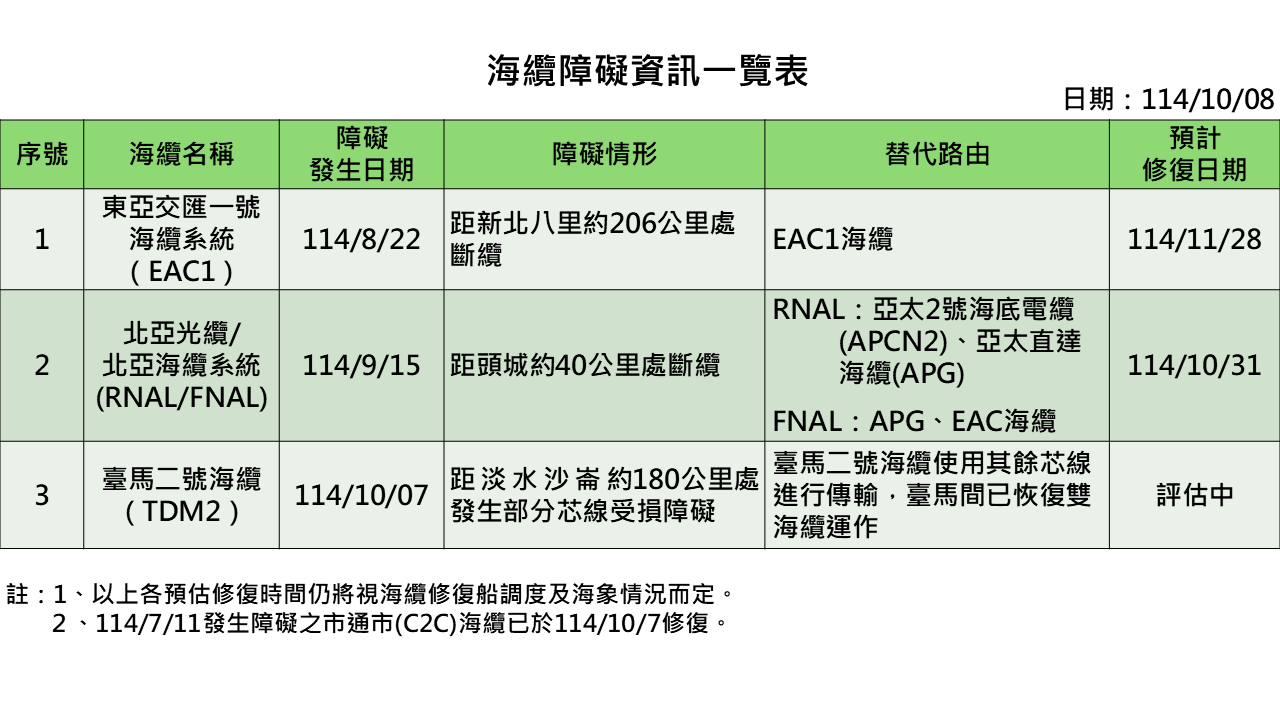 海纜障礙資訊一覽表
日期：114/10/08
序號
海纜名稱
障礙
發生日期
障礙情形
替代路由
預計
修復日期
1
東亞交匯一號
海纜系統
（EAC1）
114/8/22
距新北八里約206公里處
斷纜
EAC1海纜
114/11/28
2
北亞光纜/
北亞海纜系統
(RNAL/FNAL)
114/9/15
距頭城約40公里處斷纜
RNAL：亞太2號海底電纜
(APCN2)、亞太直達
海纜(APG)
FNAL：APG、EAC海纜
114/10/31
3
臺馬二號海纜
（TDM2）
114/10/07
距淡水沙崙約180公里處
發生部分芯線受損障礙
臺馬二號海纜使用其餘芯線
進行傳輸，臺馬間已恢復雙
海纜運作
評估中
註：1、以上各預估修復時間仍將視海纜修復船調度及海象情況而定。
2、114/7/11發生障礙之市通市(C2C)海纜已於114/10/7修復。